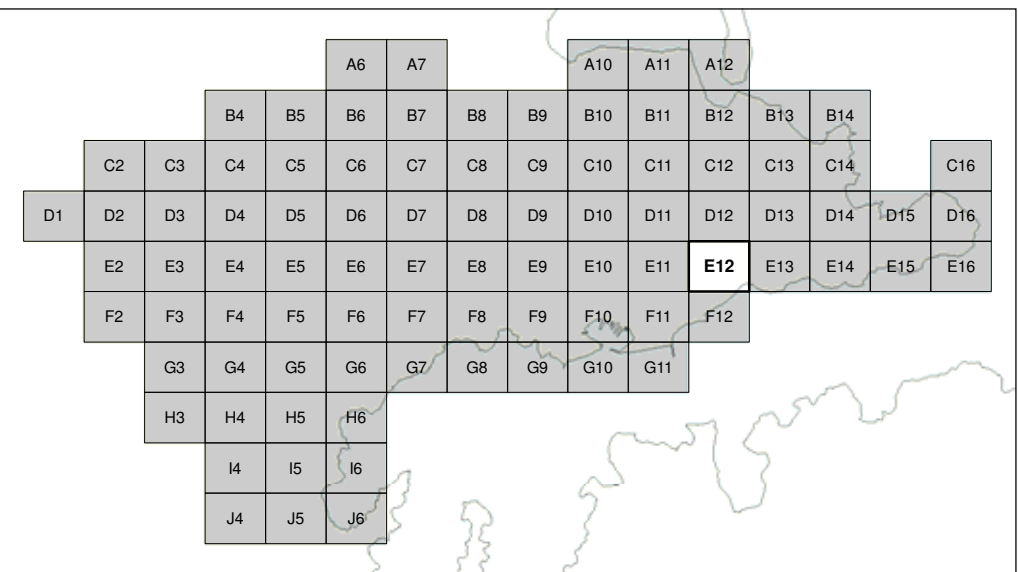 A6 A7 A10 A11 A12
B4 B5 B6 B7 B8 B9 B10 B11 B12 B13 B14
C2 C3 C4 C5 C6 C7 C8 C9 C10 C11 C12 C13 C14 C16
D1 D2 D3 D4 D5 D6 D7 D8 D9 D10 D11 D12 D13 D14 D15 D16
E2 E3 E4 E5 E6 E7 E8 E9 E10 E11 E12 E13 E14 E15 E16
F2 F3 F4 F5 F6 F7 F8 F9 F10 F11 F12
G3 G4 G5 G6 G7 G8 G9 G10 G11
H3 H4 H5 H6
I4 I5 I6
J4 J5 J6